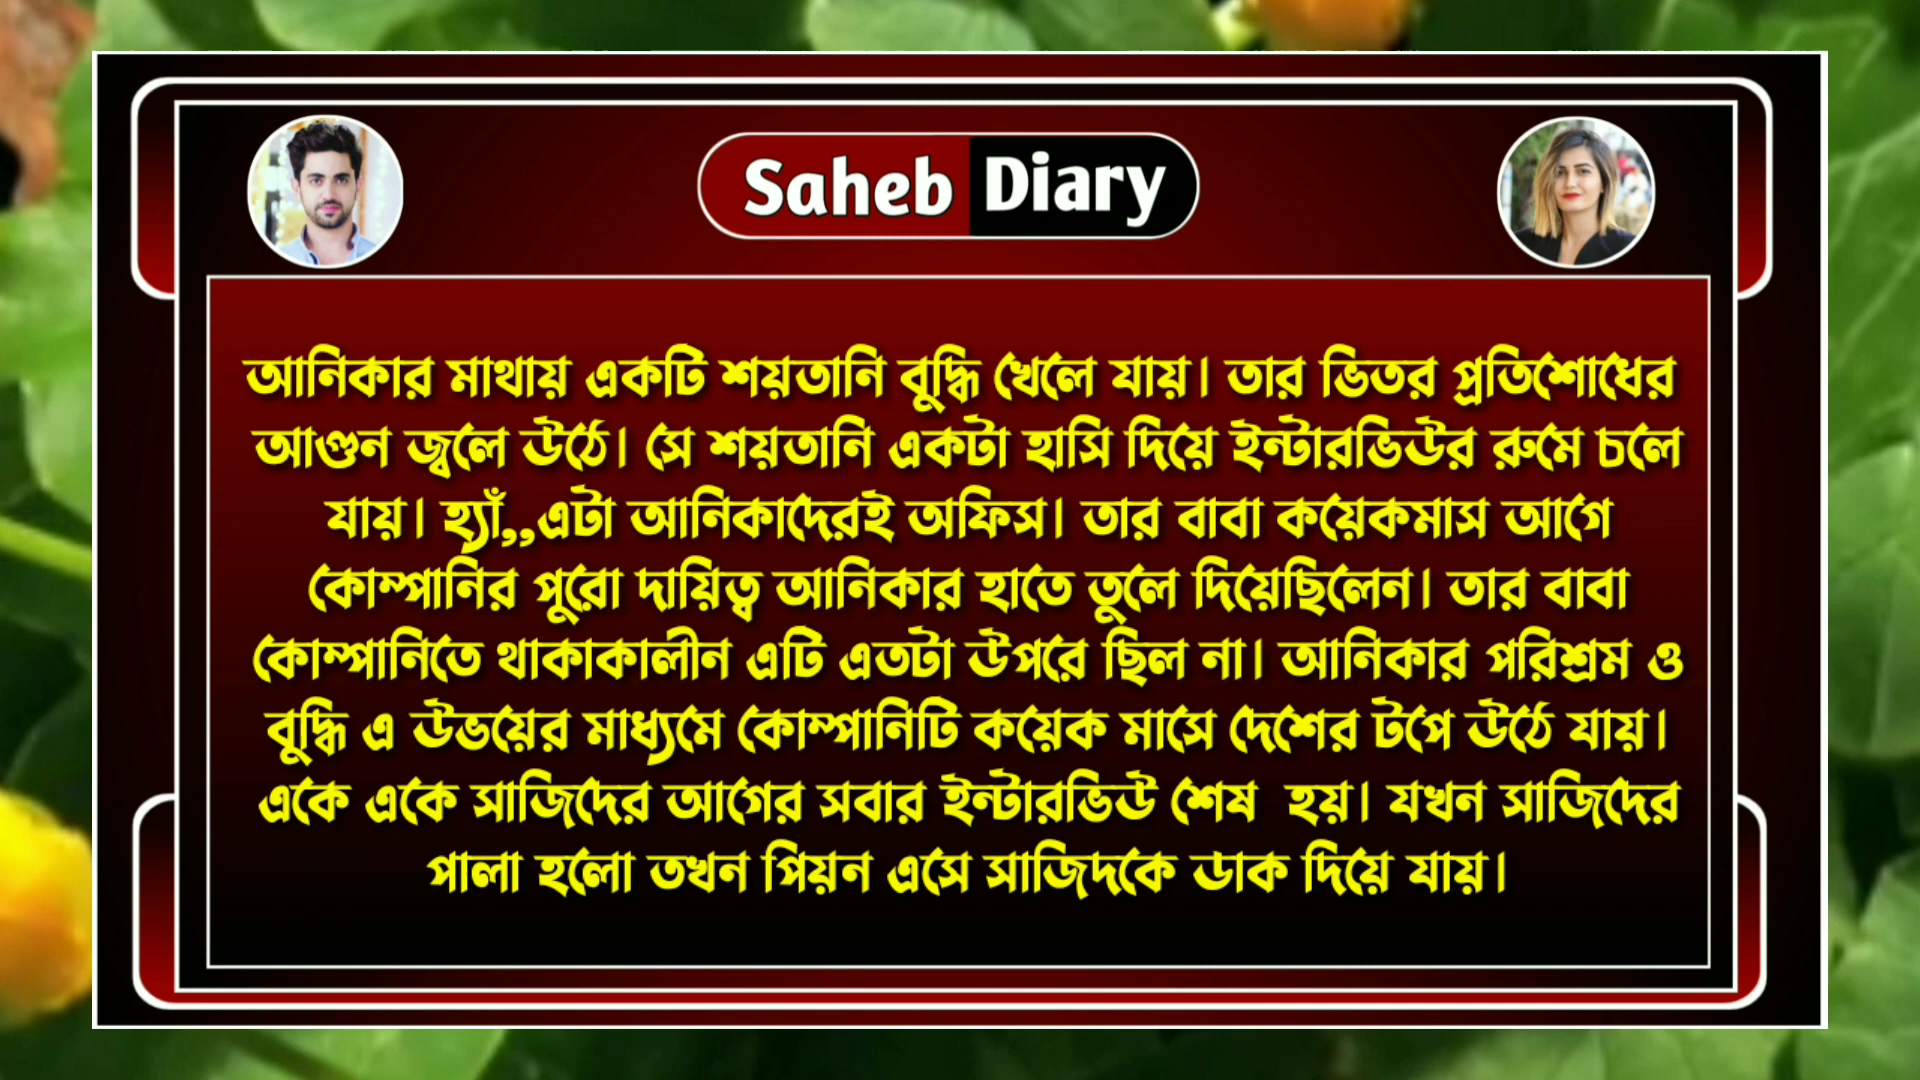 Saheb Diary
আনিকার মাথায় একটি শয়তানি বুদ্ধি খেলে যায়। তার ভিতর প্রতিশোধের
আগুন জ্বলে উঠে। সে শয়তানি একটা হাসি দিয়ে ইন্টারভিউর রুমে চলে
যায়। হ্যাঁ,,এটা আনিকাদেরই অফিস। তার বাবা কয়েকমাস আগে
কোম্পানির পুরো দায়িত্ব আনিকার হাতে তুলে দিয়েছিলেন। তার বাবা
কোম্পানিতে থাকাকালীন এটি এতটা উপরে ছিল না। আনিকার পরিশ্রম ও
বুদ্ধি এ উভয়ের মাধ্যমে কোম্পানিটি কয়েক মাসে দেশের টপে উঠে যায়।
একে একে সাজিদের আগের সবার ইন্টারভিউ শেষ  হয়। যখন সাজিদের
পালা হলো তখন পিয়ন এসে সাজিদকে ডাক দিয়ে যায়।